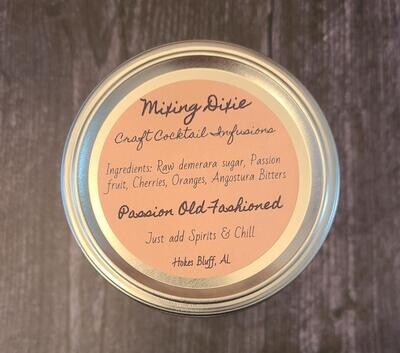 Mixing Dixie
Craft Cocktail Infusions
Ingredients: Raw demerara sugar, Passion
fruit, Cherries, Oranges, Angostura Bitters
Passion Old Fashioned
Just add Spirits & Chill
Hokes Bluff, AL